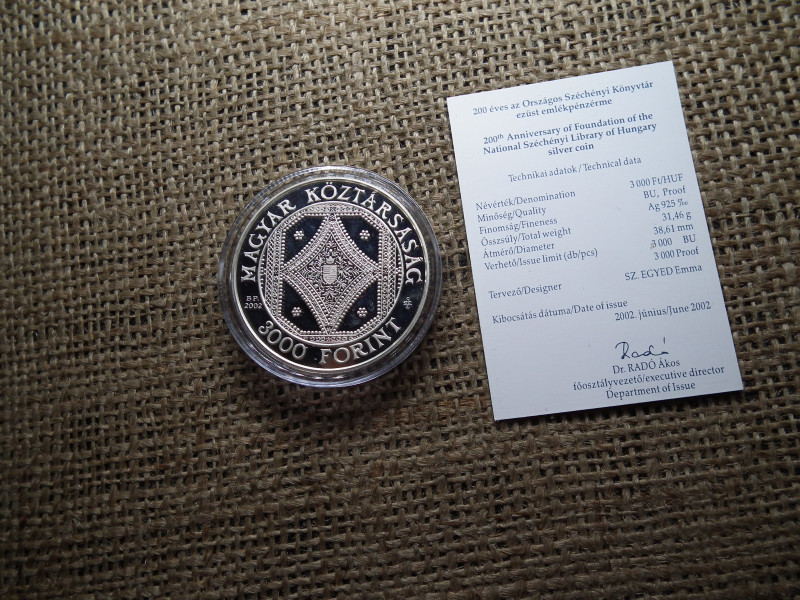 MAGYAR KÖZTÁRSASÁG
BP.
2002
3000 FORINT
200 éves az Országos Széchényi Könyvtár
ezüst emlékpénzérme
200th Anniversary of Foundation of the
National Széchényi Library of Hungary
silver coin
Technikai adatok/Technical data
Névérték/Denomination 3 000 Ft/HUF
Minőség/Quality BU, Proof
Finomság/Fineness Ag 925 ‰
Összsúly/Total weight 31,46 g
Átmérő/Diameter 38,61 mm
Verhető/Issue limit (db/pcs) 3 000 BU
3 000 Proof
Tervező/Designer SZ. EGYED Emma
Kibocsátás dátuma/Date of issue
2002. június/June 2002
Radó
Dr. RADÓ Ákos
főosztályvezető/executive director
Department of Issue